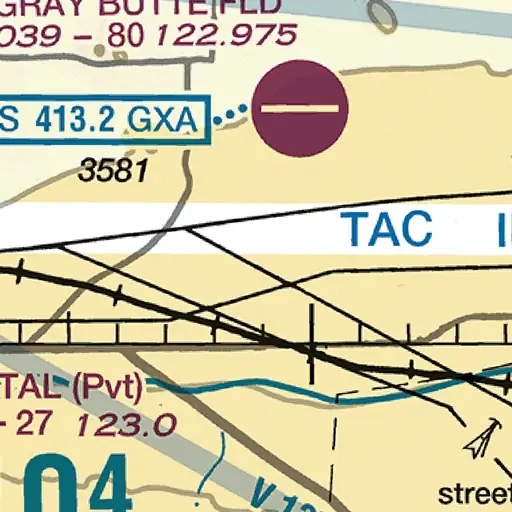 GRAY BUTTE FLD
039 - 80 122.975
S 413.2 GXA
3581
TAC
TAL (Pvt)
- 27 123.0
04
V 12
street